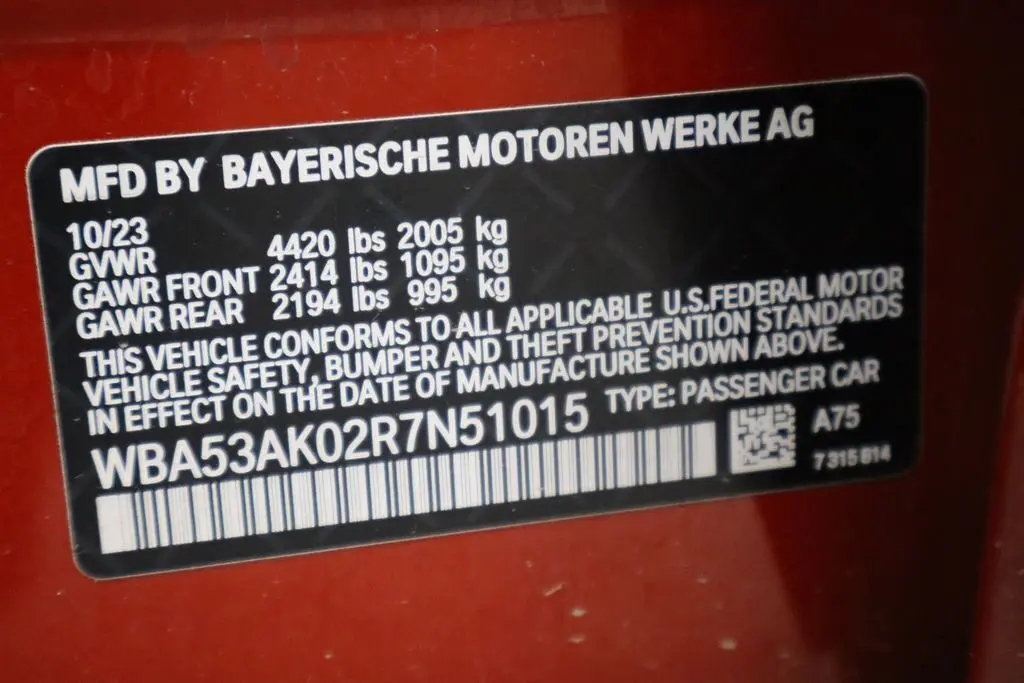 MFD BY BAYERISCHE MOTOREN WERKE AG
10/23
GVWR 4420 lbs 2005 kg
GAWR FRONT 2414 lbs 1095 kg
GAWR REAR 2194 lbs 995 kg
THIS VEHICLE CONFORMS TO ALL APPLICABLE U.S.FEDERAL MOTOR
VEHICLE SAFETY, BUMPER AND THEFT PREVENTION STANDARDS
IN EFFECT ON THE DATE OF MANUFACTURE SHOWN ABOVE.
WBA53AK02R7N51015 TYPE: PASSENGER CAR
A75
7 315 814